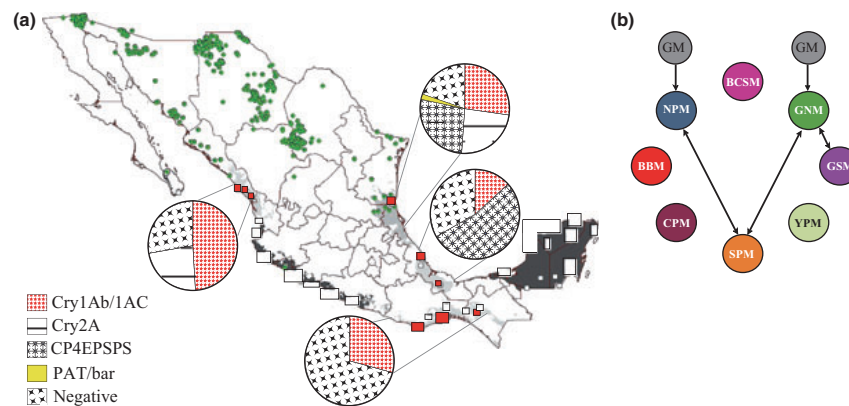 (a)
Cry1Ab/1AC
Cry2A
CP4EPSPS
PAT/bar
Negative
(b)
GM
GM
BCSM
NPM
GNM
BBM
GSM
CPM
YPM
SPM